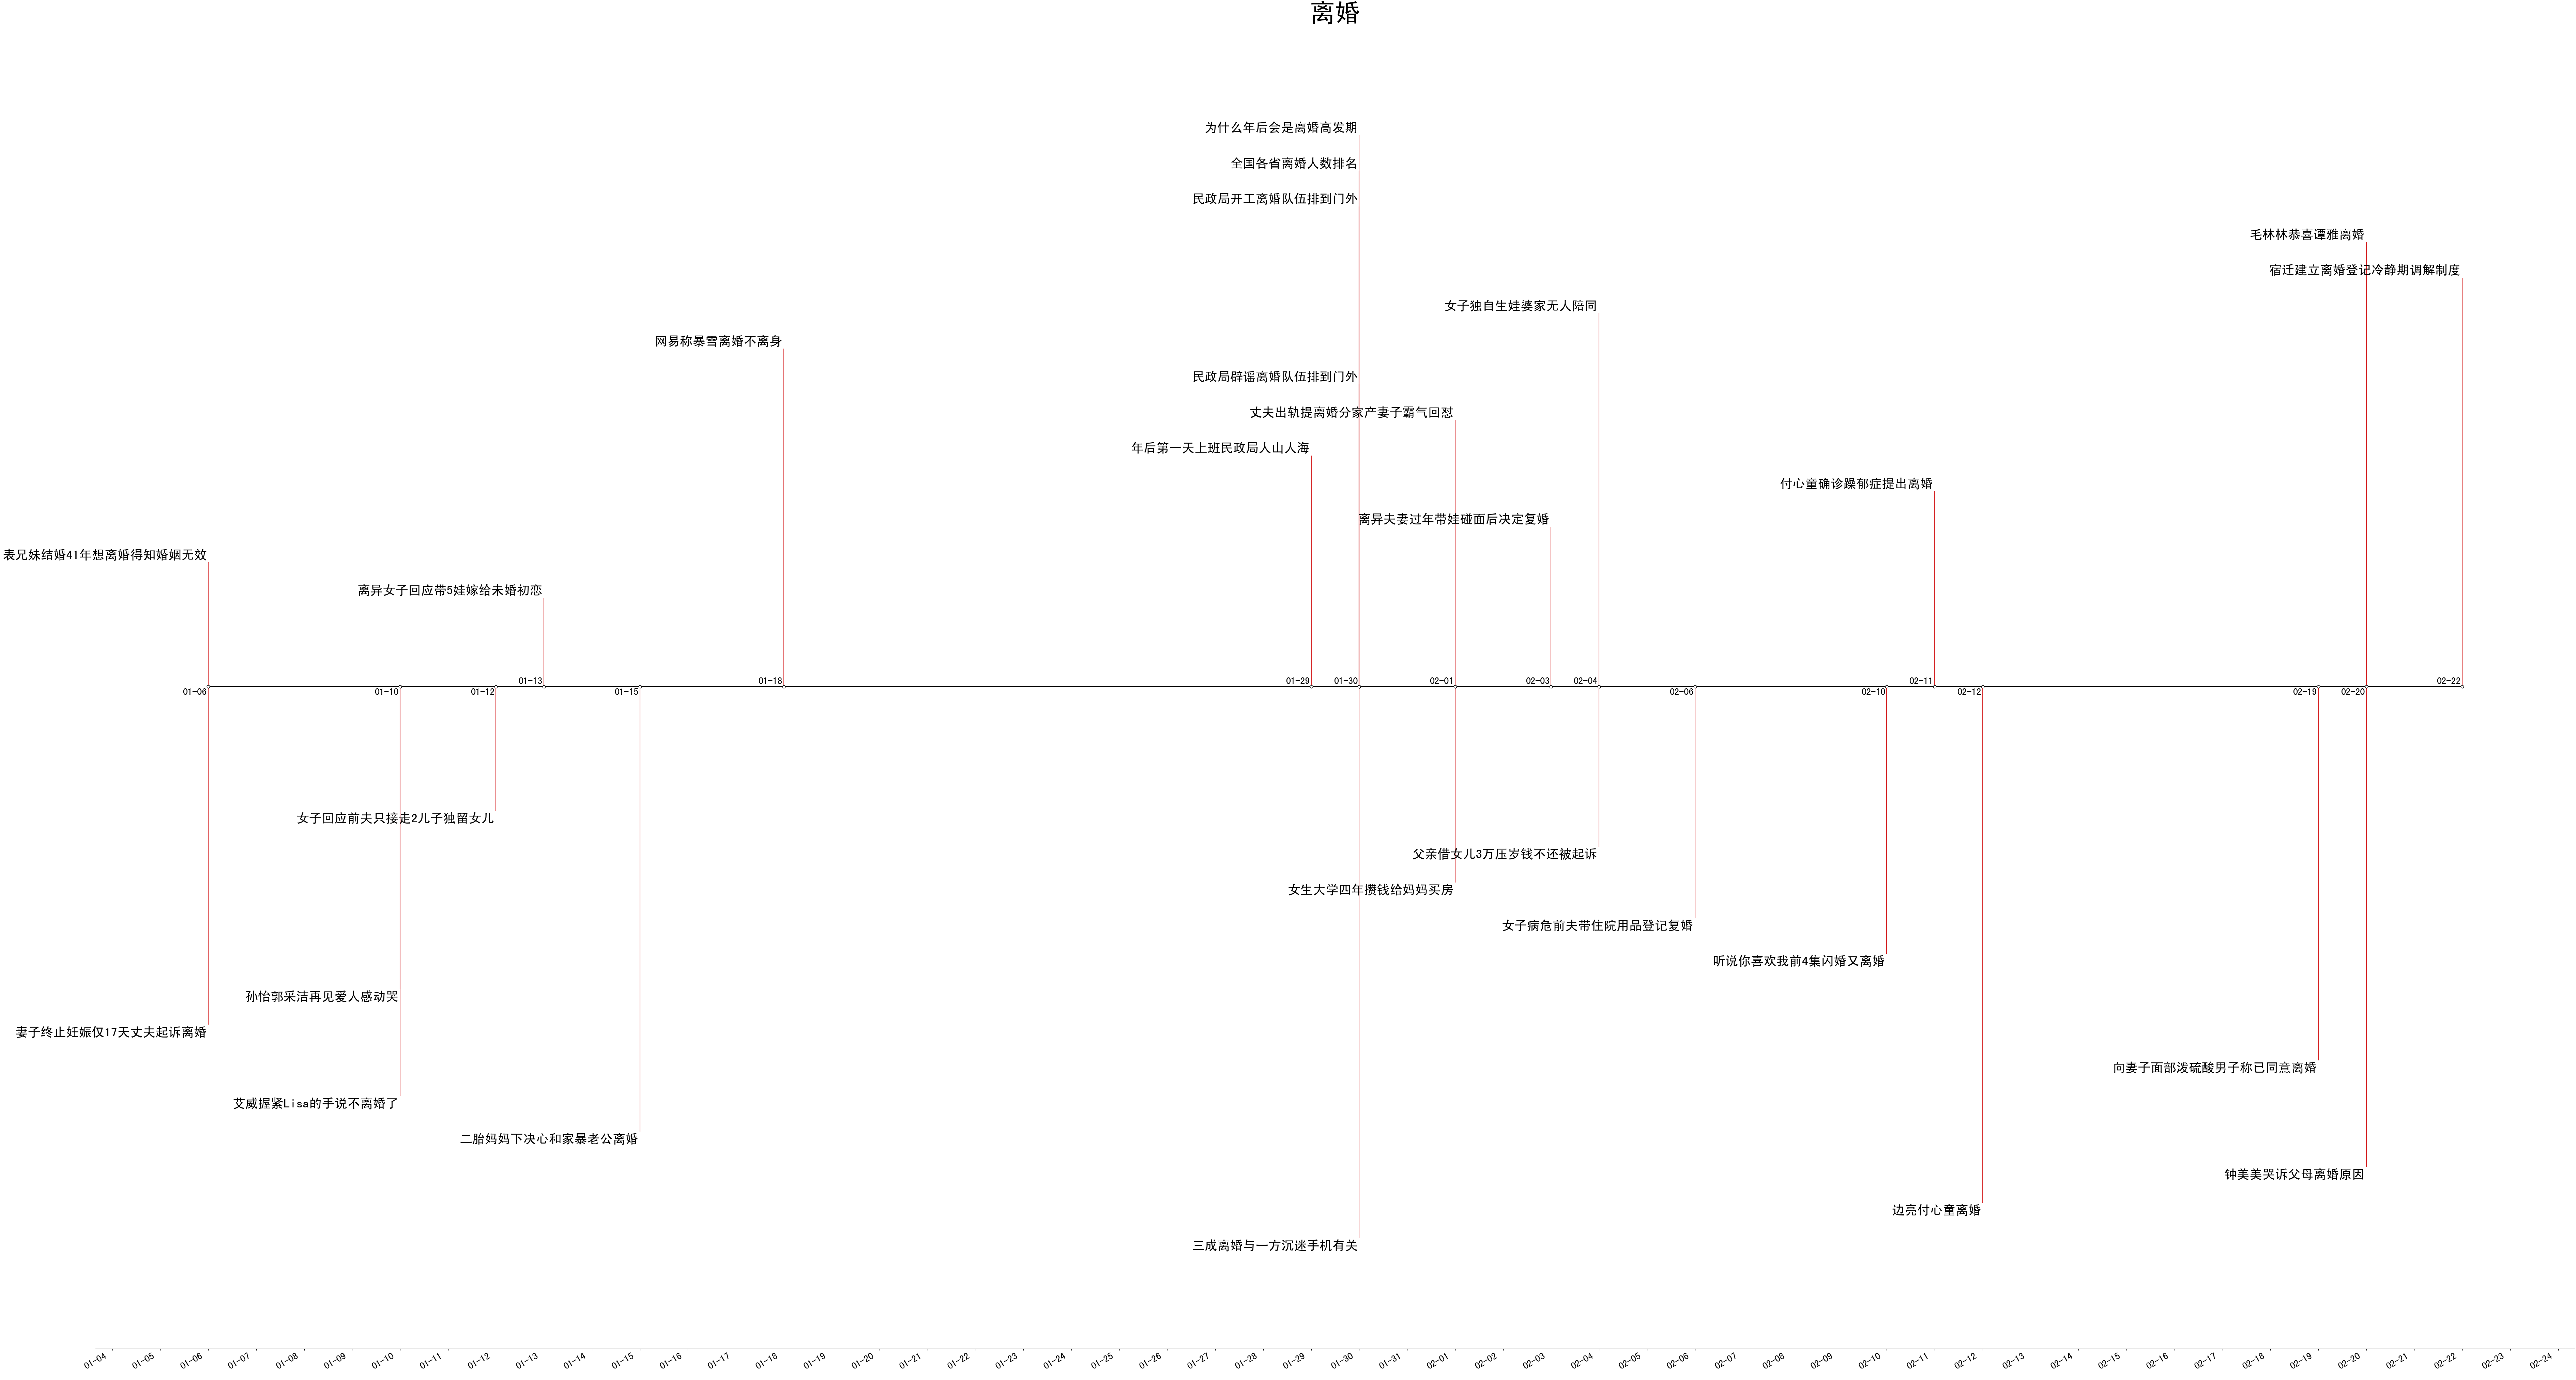 离婚
为什么年后会是离婚高发期
全国各省离婚人数排名
民政局开工离婚队伍排到门外
毛林林恭喜谭雅离婚
宿迁建立离婚登记冷静期调解制度
女子独自生娃婆家无人陪同
网易称暴雪离婚不离身
民政局辟谣离婚队伍排到门外
丈夫出轨提离婚分家产妻子霸气回怼
年后第一天上班民政局人山人海
付心童确诊躁郁症提出离婚
离异夫妻过年带娃碰面后决定复婚
表兄妹结婚41年想离婚得知婚姻无效
离异女子回应带5娃嫁给未婚初恋
01-06
01-10
01-12
01-13
01-15
01-18
01-29
01-30
02-01
02-03
02-04
02-06
02-10
02-11
02-12
02-19
02-20
02-22
女子回应前夫只接走2儿子独留女儿
父亲借女儿3万压岁钱不还被起诉
女生大学四年攒钱给妈妈买房
女子病危前夫带住院用品登记复婚
听说你喜欢我前4集闪婚又离婚
孙怡郭采洁再见爱人感动哭
妻子终止妊娠仅17天丈夫起诉离婚
向妻子面部泼硫酸男子称已同意离婚
艾威握紧Lisa的手说不离婚了
二胎妈妈下决心和家暴老公离婚
钟美美哭诉父母离婚原因
边亮付心童离婚
三成离婚与一方沉迷手机有关
01-04
01-05
01-06
01-07
01-08
01-09
01-10
01-11
01-12
01-13
01-14
01-15
01-16
01-17
01-18
01-19
01-20
01-21
01-22
01-23
01-24
01-25
01-26
01-27
01-28
01-29
01-30
01-31
02-01
02-02
02-03
02-04
02-05
02-06
02-07
02-08
02-09
02-10
02-11
02-12
02-13
02-14
02-15
02-16
02-17
02-18
02-19
02-20
02-21
02-22
02-23
02-24